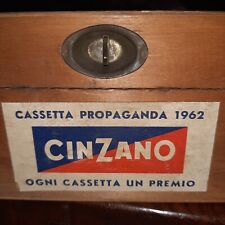 CASSETTA PROPAGANDA 1962
CINZANO
OGNI CASSETTA UN PREMIO